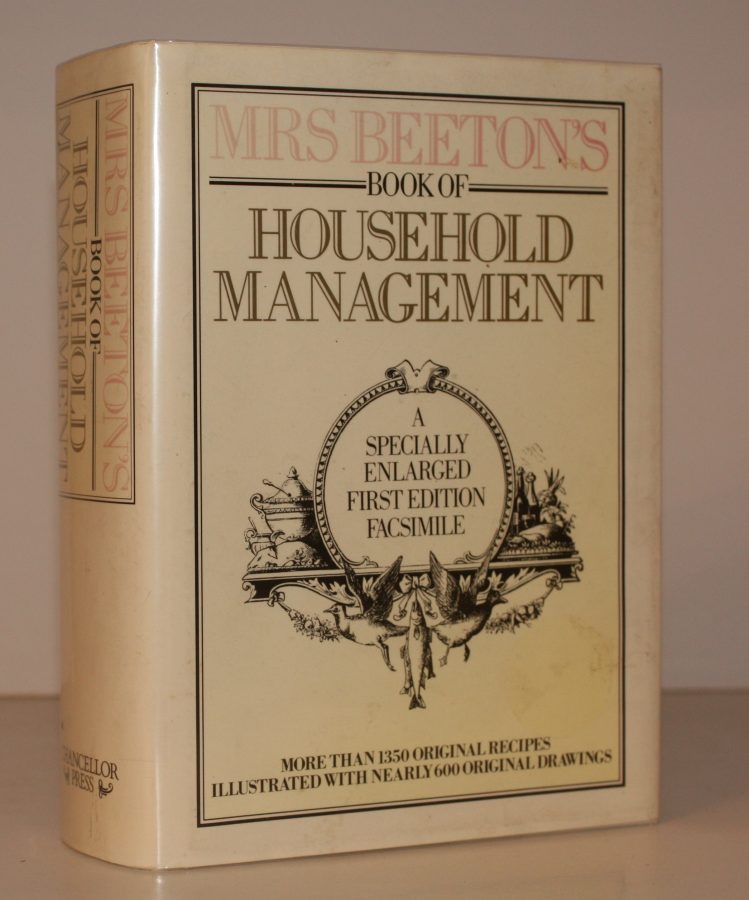 MRS BEETON'S
BOOK OF
HOUSEHOLD
MANAGEMENT
A
SPECIALLY
ENLARGED
FIRST EDITION
FACSIMILE
MORE THAN 1350 ORIGINAL RECIPES
ILLUSTRATED WITH NEARLY 600 ORIGINAL DRAWINGS
MRS BEETON'S
BOOK OF
HOUSEHOLD
MANAGEMENT
CHANCELLOR
PRESS